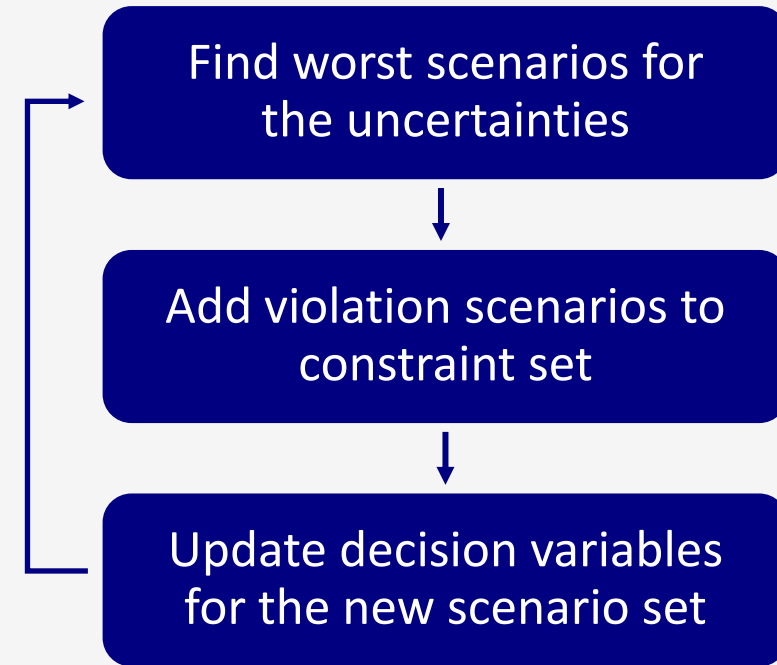 Find worst scenarios for
the uncertainties
Add violation scenarios to
constraint set
Update decision variables
for the new scenario set